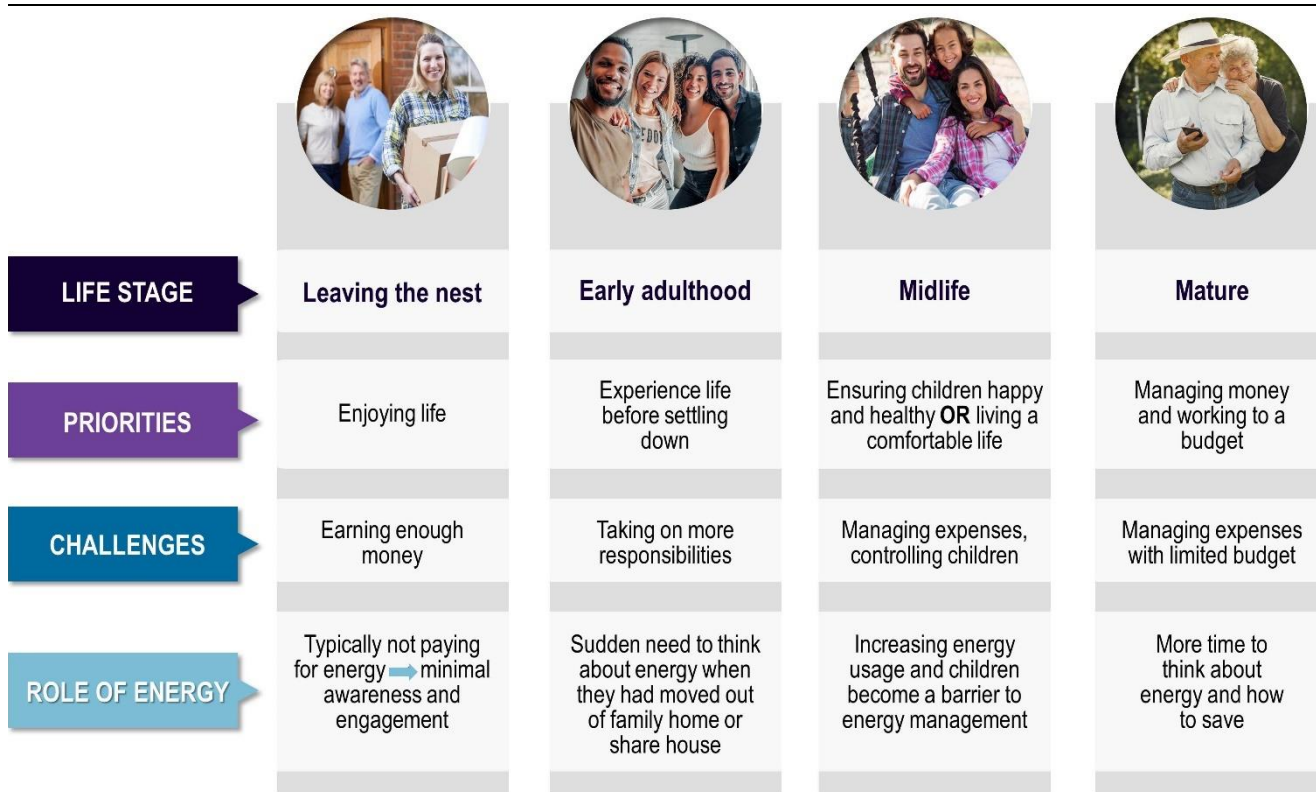 LIFE STAGE
Leaving the nest
Early adulthood
Midlife
Mature
PRIORITIES
Enjoying life
Experience life
before settling
down
Ensuring children happy
and healthy OR living a
comfortable life
Managing money
and working to a
budget
CHALLENGES
Earning enough
money
Taking on more
responsibilities
Managing expenses,
controlling children
Managing expenses
with limited budget
ROLE OF ENERGY
Typically not paying
for energy minimal
awareness and
engagement
Sudden need to think
about energy when
they had moved out
of family home or
share house
Increasing energy
usage and children
become a barrier to
energy management
More time to
think about
energy and how
to save